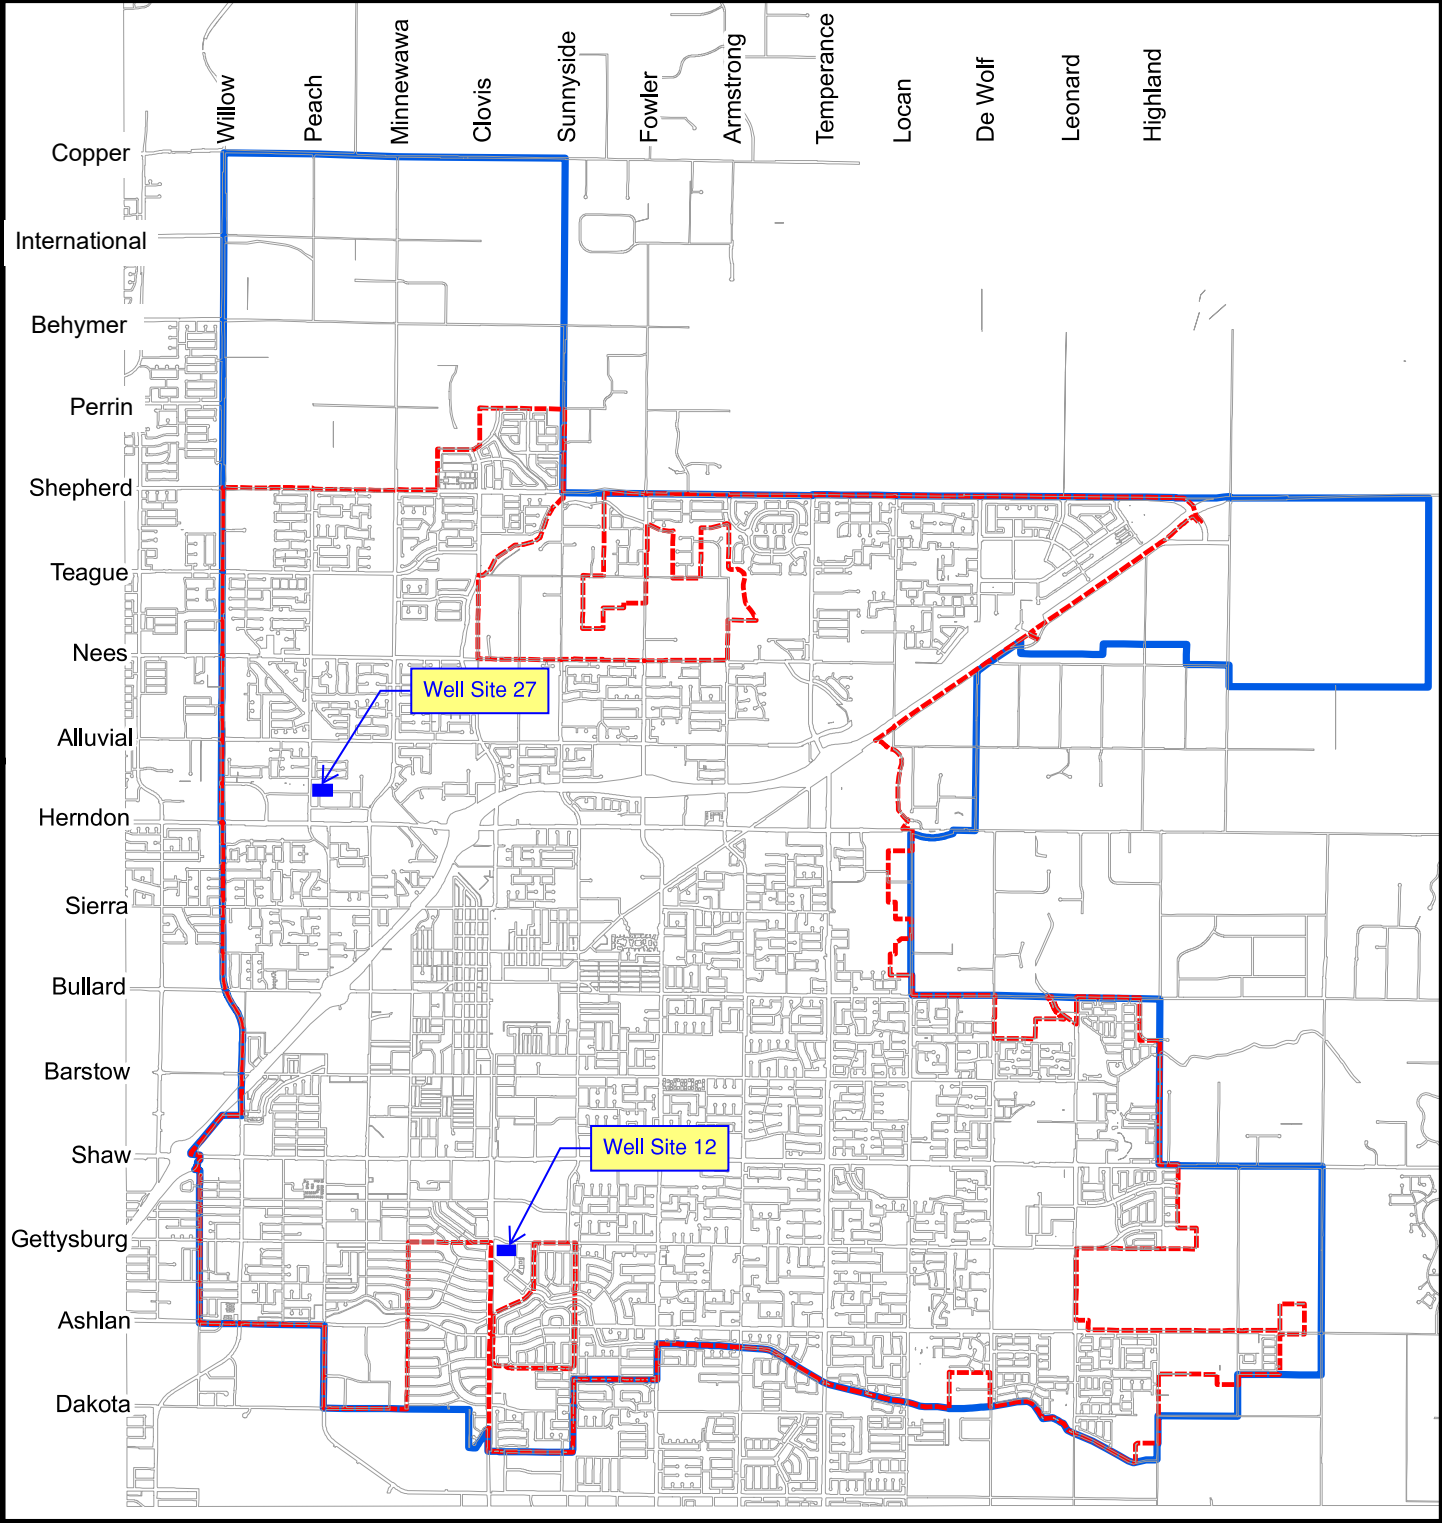 Willow
Peach
Minnewawa
Clovis
Sunnyside
Fowler
Armstrong
Temperance
Locan
De Wolf
Leonard
Highland
Copper
International
Behymer
Perrin
Shepherd
Teague
Nees
Well Site 27
Alluvial
Herndon
Sierra
Bullard
Barstow
Well Site 12
Shaw
Gettysburg
Ashlan
Dakota